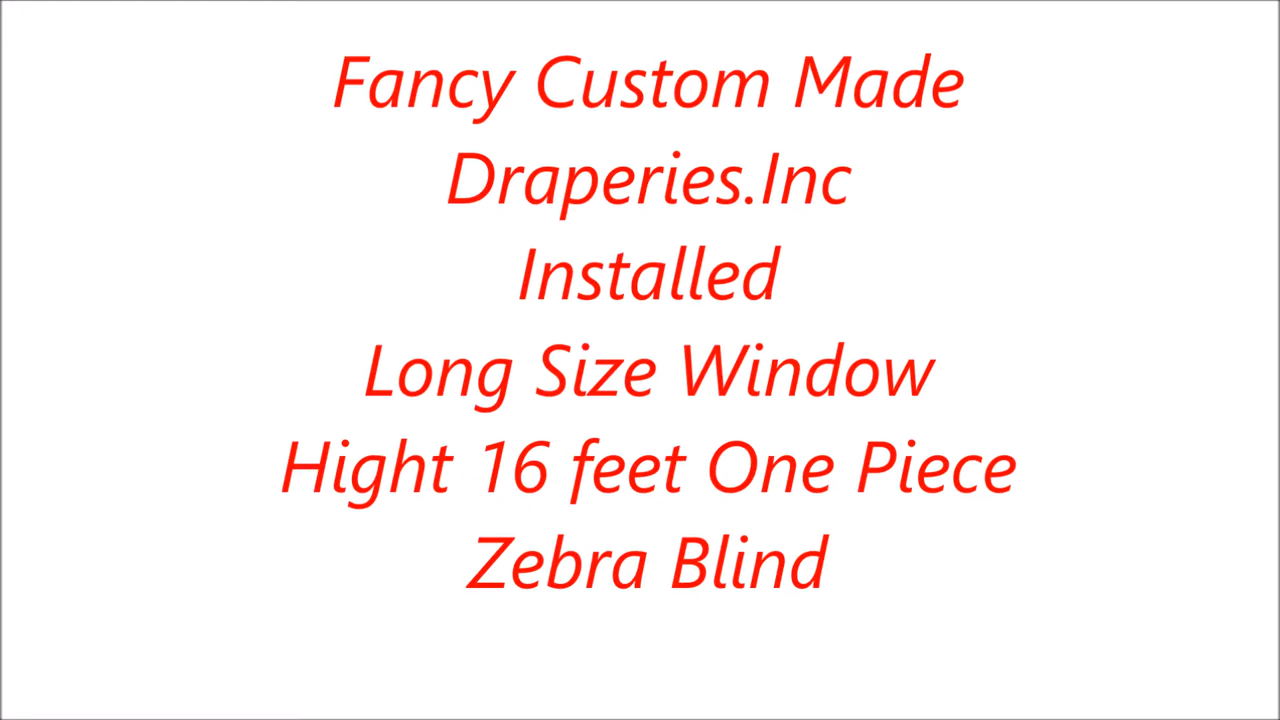 Fancy Custom Made
Draperies.Inc
Installed
Long Size Window
Hight 16 feet One Piece
Zebra Blind